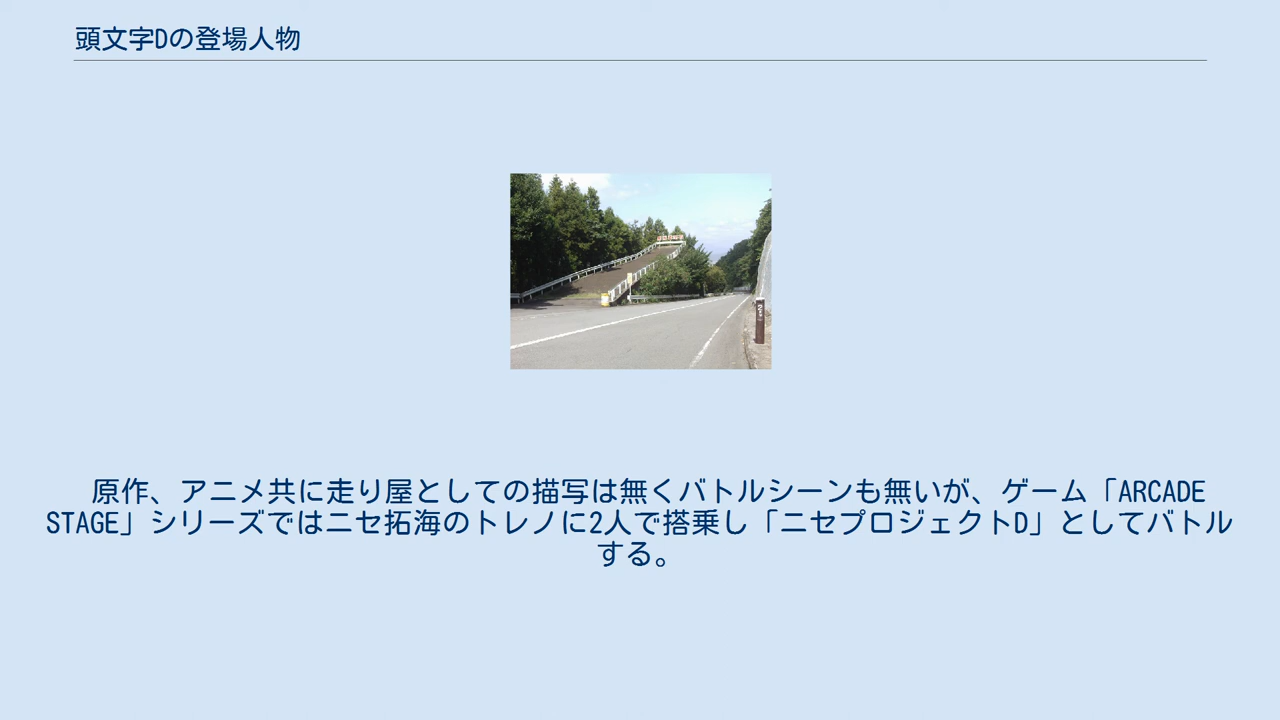 頭文字Dの登場人物
原作、アニメ共に走り屋としての描写は無くバトルシーンも無いが、ゲーム「ARCADE
STAGE」シリーズではニセ拓海のトレノに2人で搭乗し「ニセプロジェクトD」としてバトル
する。